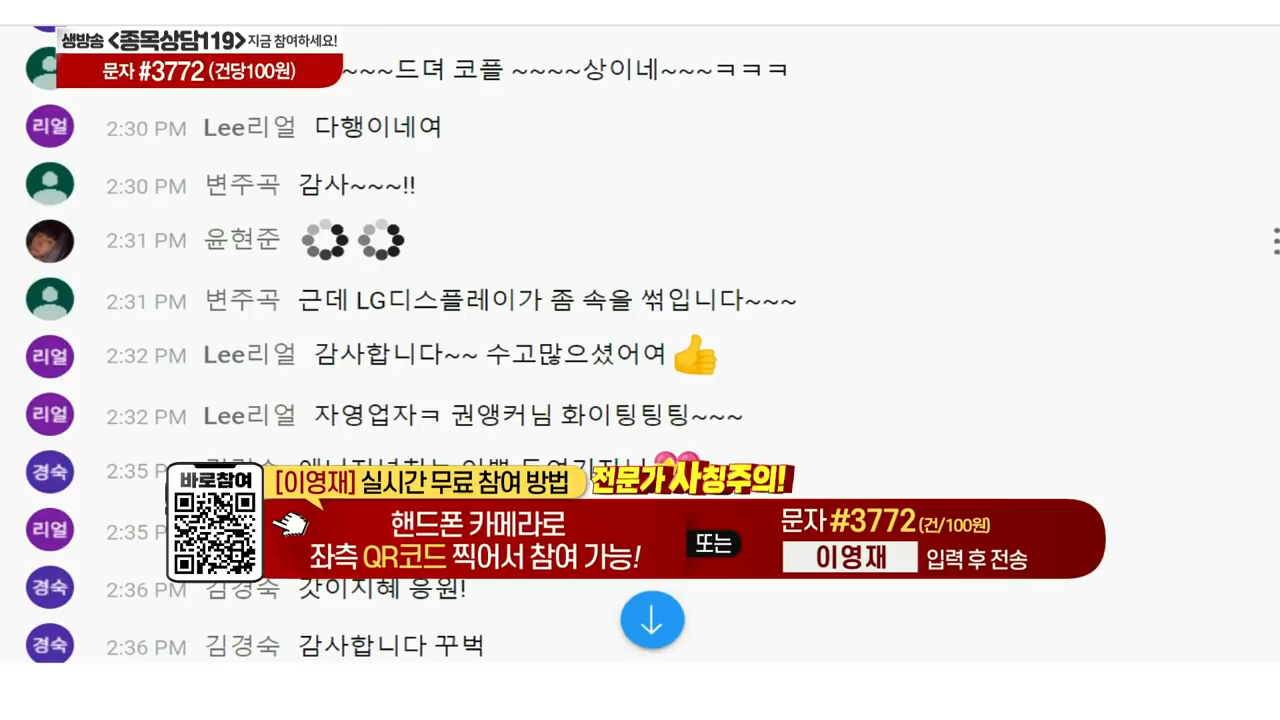 생방송 <종목상담119> 지금 참여하세요!
문자 #3772 (건당100원)
~~~드뎌 코플 ~~~~상이네~~~ㅋㅋㅋ
리얼 2:30 PM Lee리얼 다행이네여
2:30 PM 변주곡 감사~~~!!
2:31 PM 윤현준
2:31 PM 변주곡 근데 LG디스플레이가 좀 속을 썪입니다~~~
리얼 2:32 PM Lee리얼 감사합니다~~ 수고많으셨어여
리얼 2:32 PM Lee리얼 자영업자ㅋ 권앵커님 화이팅팅팅~~~
경숙 2:35 P
바로참여
[이영재] 실시간 무료 참여 방법
전문가 사칭주의!
핸드폰 카메라로
좌측 QR코드 찍어서 참여 가능!
또는
문자 #3772 (건/100원)
이영재 입력 후 전송
리얼 2:35 P
경숙 2:36 PM 김경숙 갓이지혜 응원!
경숙 2:36 PM 김경숙 감사합니다 꾸벅